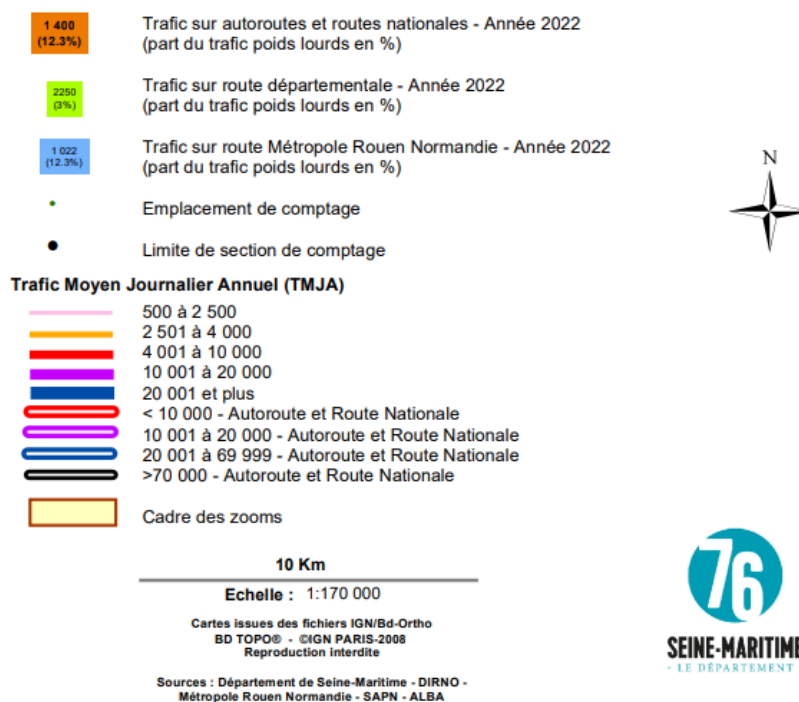 1 400
(12.3%)
Trafic sur autoroutes et routes nationales - Année 2022
(part du trafic poids lourds en %)
2250
(3%)
Trafic sur route départementale - Année 2022
(part du trafic poids lourds en %)
1 022
(12.3%)
Trafic sur route Métropole Rouen Normandie - Année 2022
(part du trafic poids lourds en %)
N
Emplacement de comptage
Limite de section de comptage
Trafic Moyen Journalier Annuel (TMJA)
500 à 2 500
2 501 à 4 000
4 001 à 10 000
10 001 à 20 000
20 001 et plus
< 10 000 - Autoroute et Route Nationale
10 001 à 20 000 - Autoroute et Route Nationale
20 001 à 69 999 - Autoroute et Route Nationale
>70 000 - Autoroute et Route Nationale
Cadre des zooms
10 Km
Echelle : 1:170 000
Cartes issues des fichiers IGN/Bd-Ortho
BD TOPO® - ©IGN PARIS-2008
Reproduction interdite
Sources : Département de Seine-Maritime - DIRNO -
Métropole Rouen Normandie - SAPN - ALBA
76
SEINE-MARITIME
- LE DÉPARTEMENT